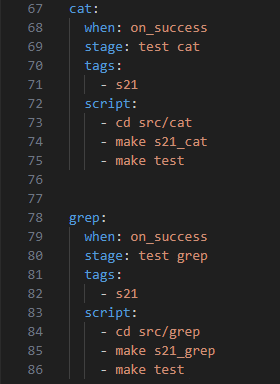 67 cat:
68   when: on_success
69   stage: test cat
70   tags:
71     - s21
72   script:
73     - cd src/cat
74     - make s21_cat
75     - make test
76
77
78 grep:
79   when: on_success
80   stage: test grep
81   tags:
82     - s21
83   script:
84     - cd src/grep
85     - make s21_grep
86     - make test